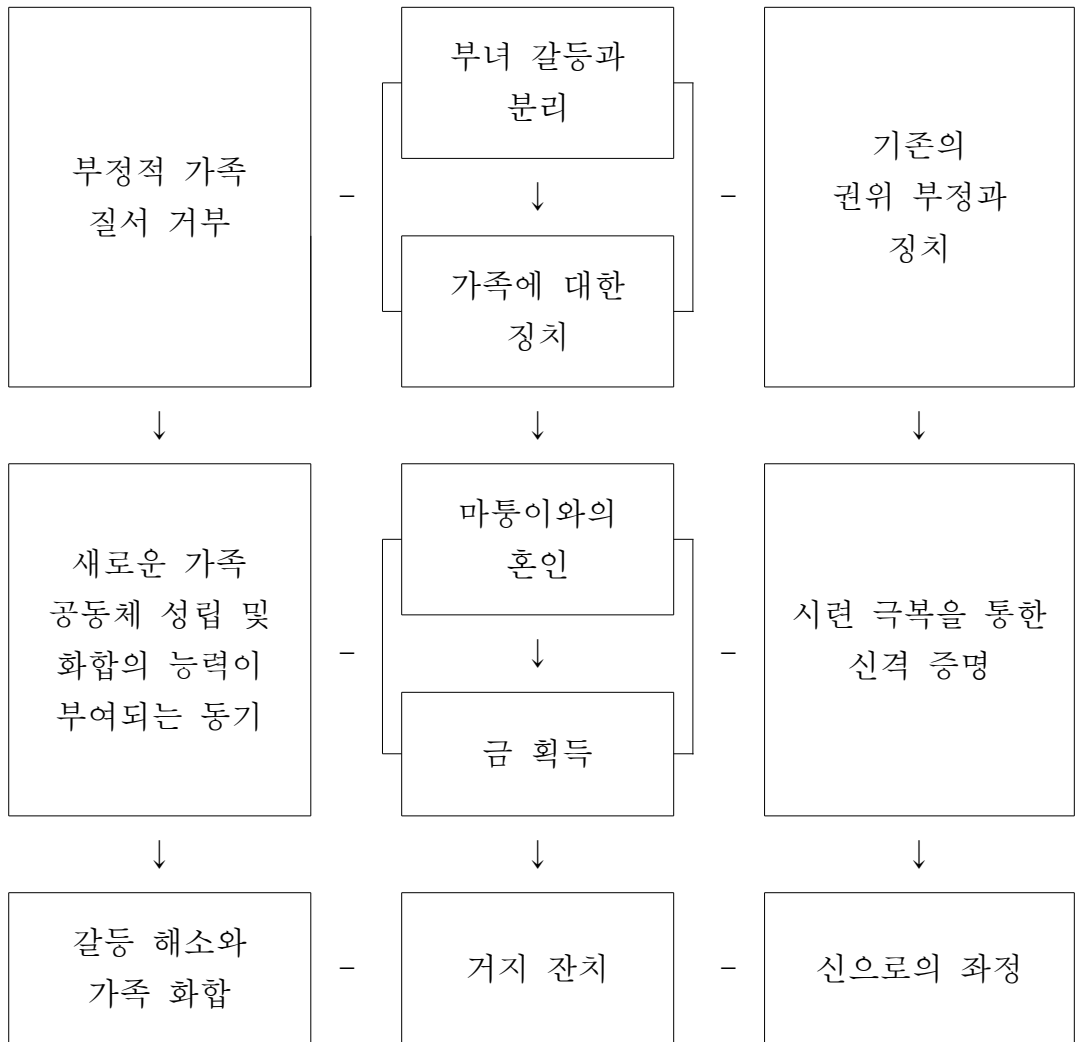 부녀 갈등과
분리
부정적 가족
질서 거부
–
↓
–
기존의
권위 부정과
징치
가족에 대한
징치
↓
↓
↓
마퉁이와의
혼인
새로운 가족
공동체 성립 및
화합의 능력이
부여되는 동기
–
↓
–
시련 극복을 통한
신격 증명
금 획득
↓
↓
↓
갈등 해소와
가족 화합
–
거지 잔치
–
신으로의 좌정